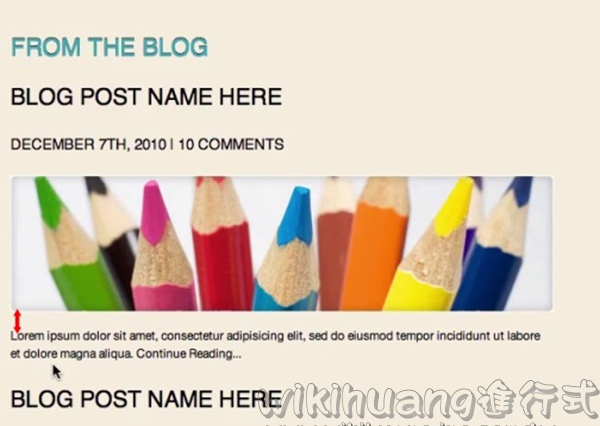 FROM THE BLOG
BLOG POST NAME HERE
DECEMBER 7TH, 2010 | 10 COMMENTS
Lorem ipsum dolor sit amet, consectetur adipisicing elit, sed do eiusmod tempor incididunt ut labore
et dolore magna aliqua. Continue Reading...
BLOG POST NAME HERE
wikihuang進行式